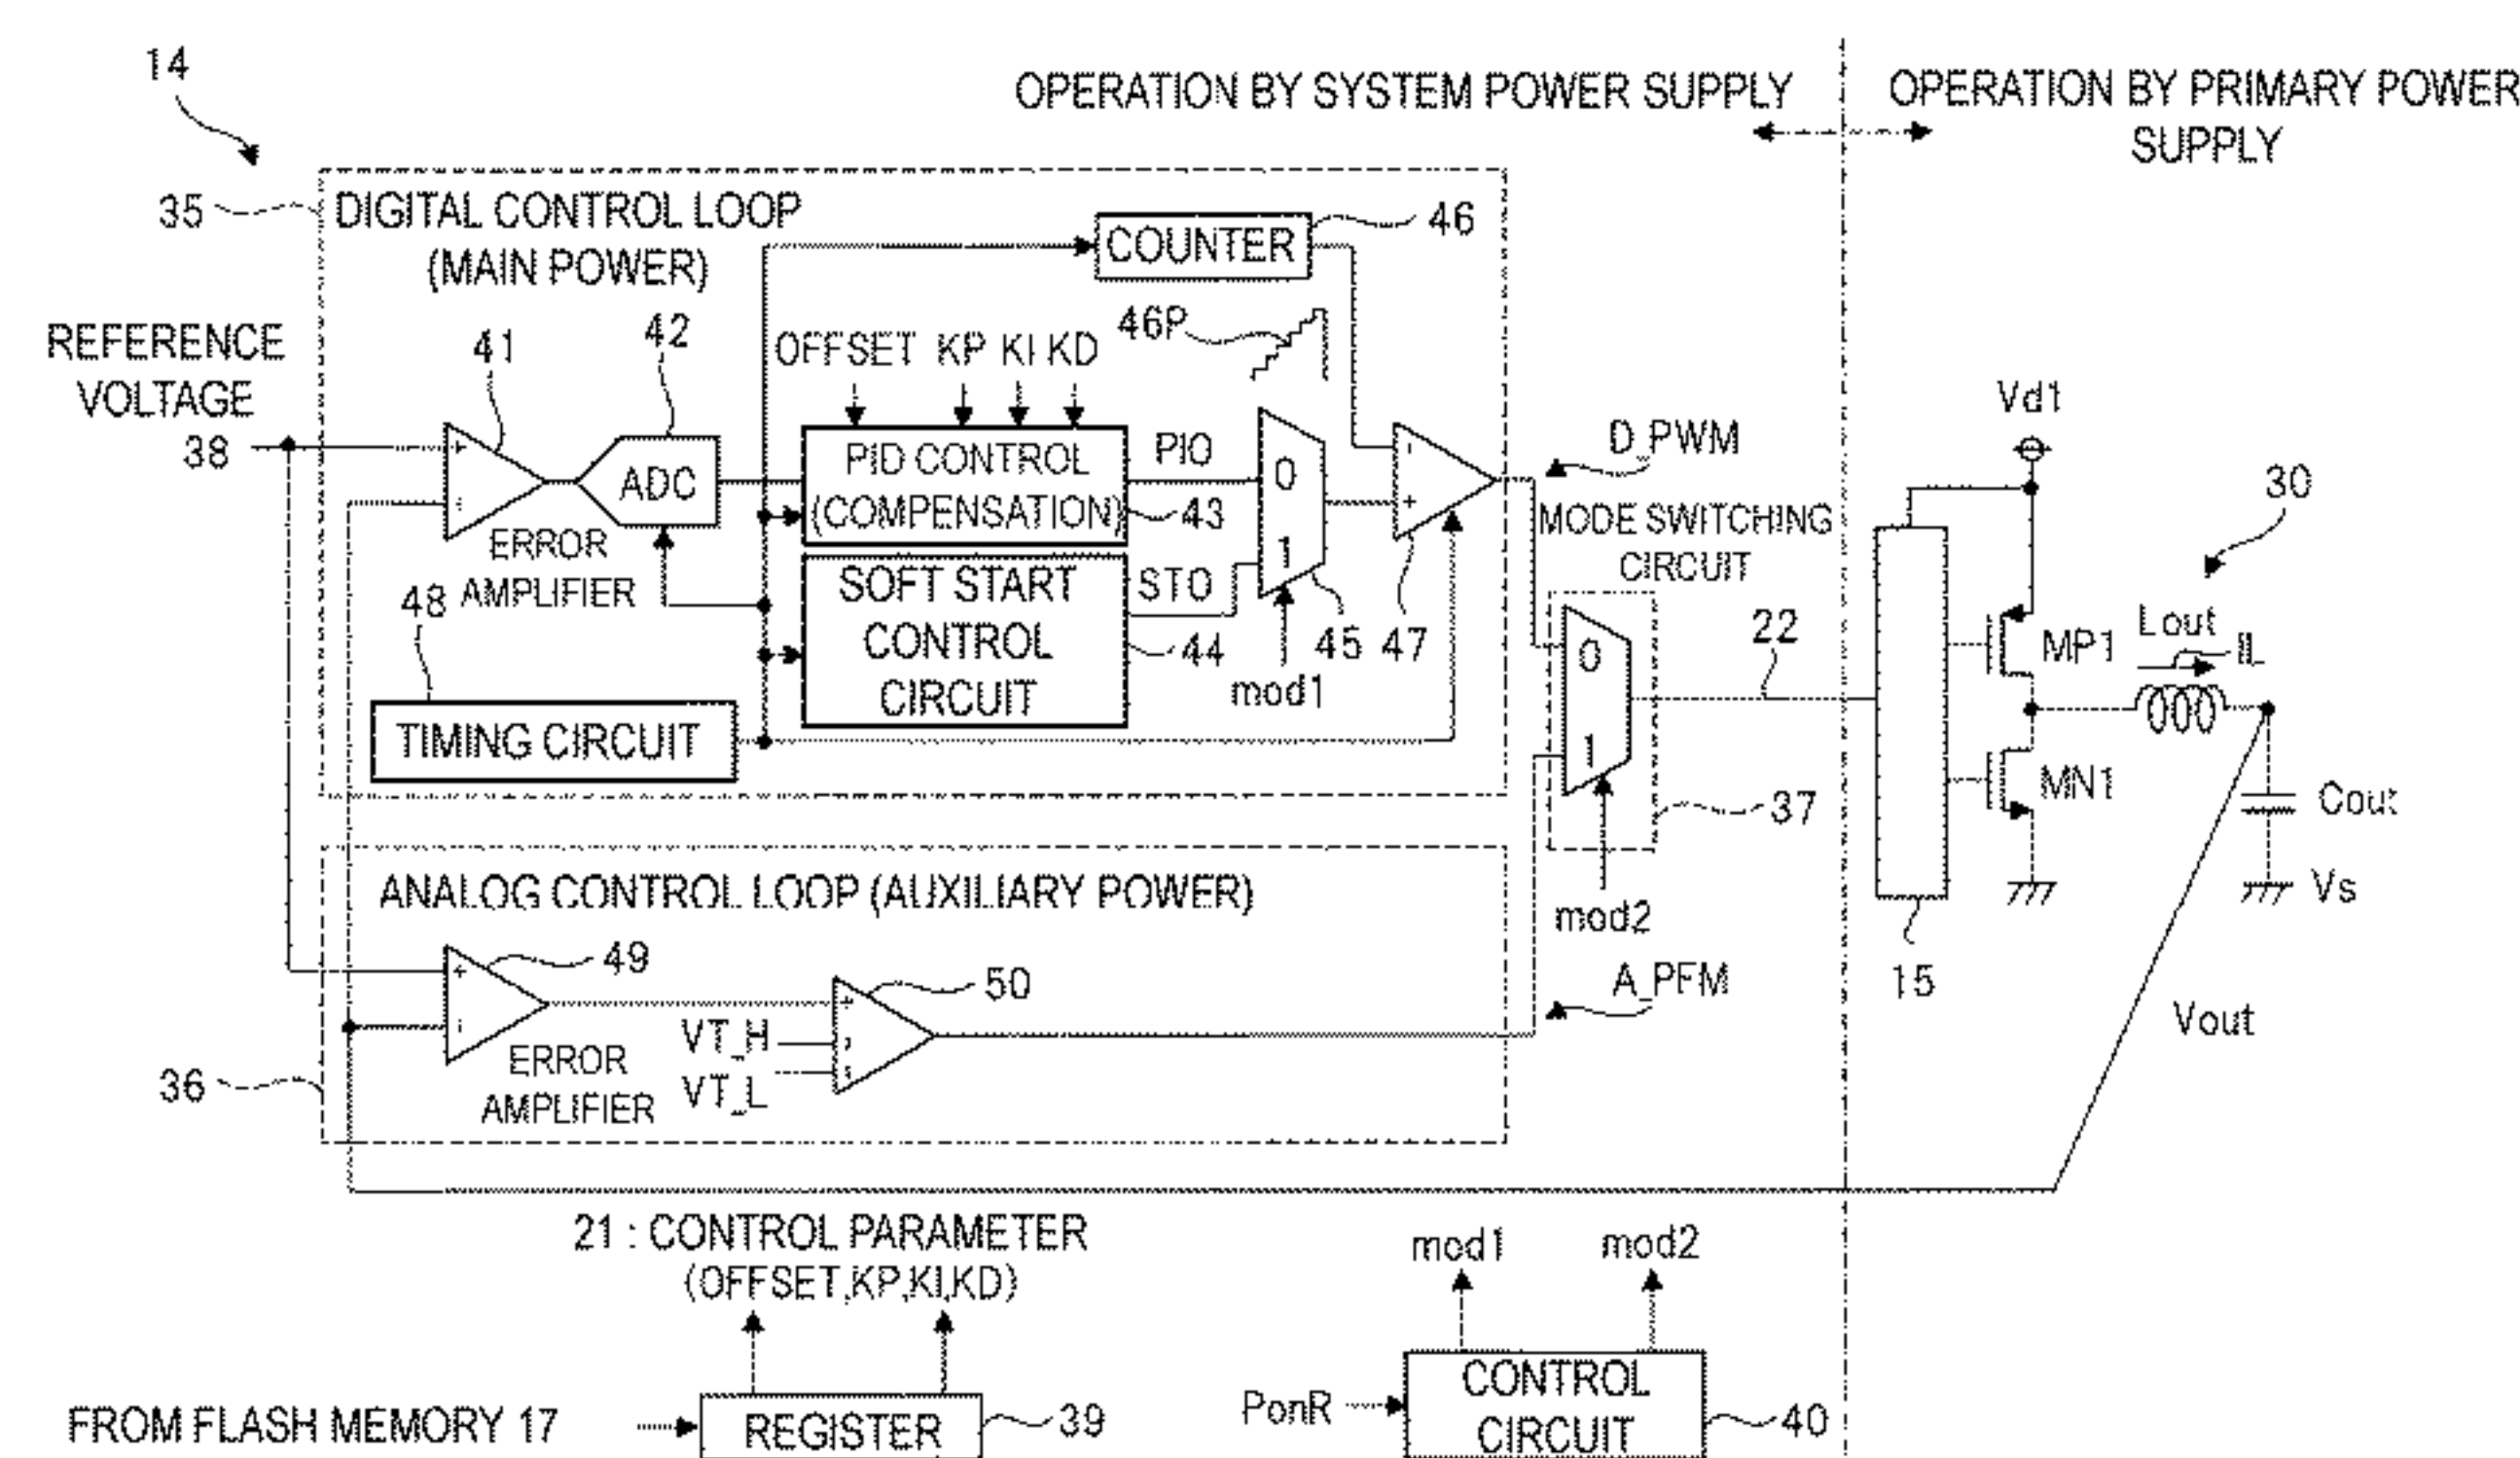 14
OPERATION BY SYSTEM POWER SUPPLY
OPERATION BY PRIMARY POWER
SUPPLY
35
DIGITAL CONTROL LOOP
(MAIN POWER)
COUNTER
46
REFERENCE
VOLTAGE
38
41
42
OFFSET KP KI KD
46P
ADC
PID CONTROL
(COMPENSATION)
43
PIO
0
1
+
D_PWM
Vd1
30
ERROR
AMPLIFIER
48
SOFT START
CONTROL
CIRCUIT
44
STO
45
47
mod1
MODE SWITCHING
CIRCUIT
0
1
22
MP1
Lout
IL
TIMING CIRCUIT
37
MN1
Cout
Vs
mod2
15
Vout
ANALOG CONTROL LOOP (AUXILIARY POWER)
49
50
A_PFM
+
+
VT_H
VT_L
ERROR
AMPLIFIER
36
21 : CONTROL PARAMETER
(OFFSET,KP,KI,KD)
mod1
mod2
FROM FLASH MEMORY 17
REGISTER
39
PonR
CONTROL
CIRCUIT
40